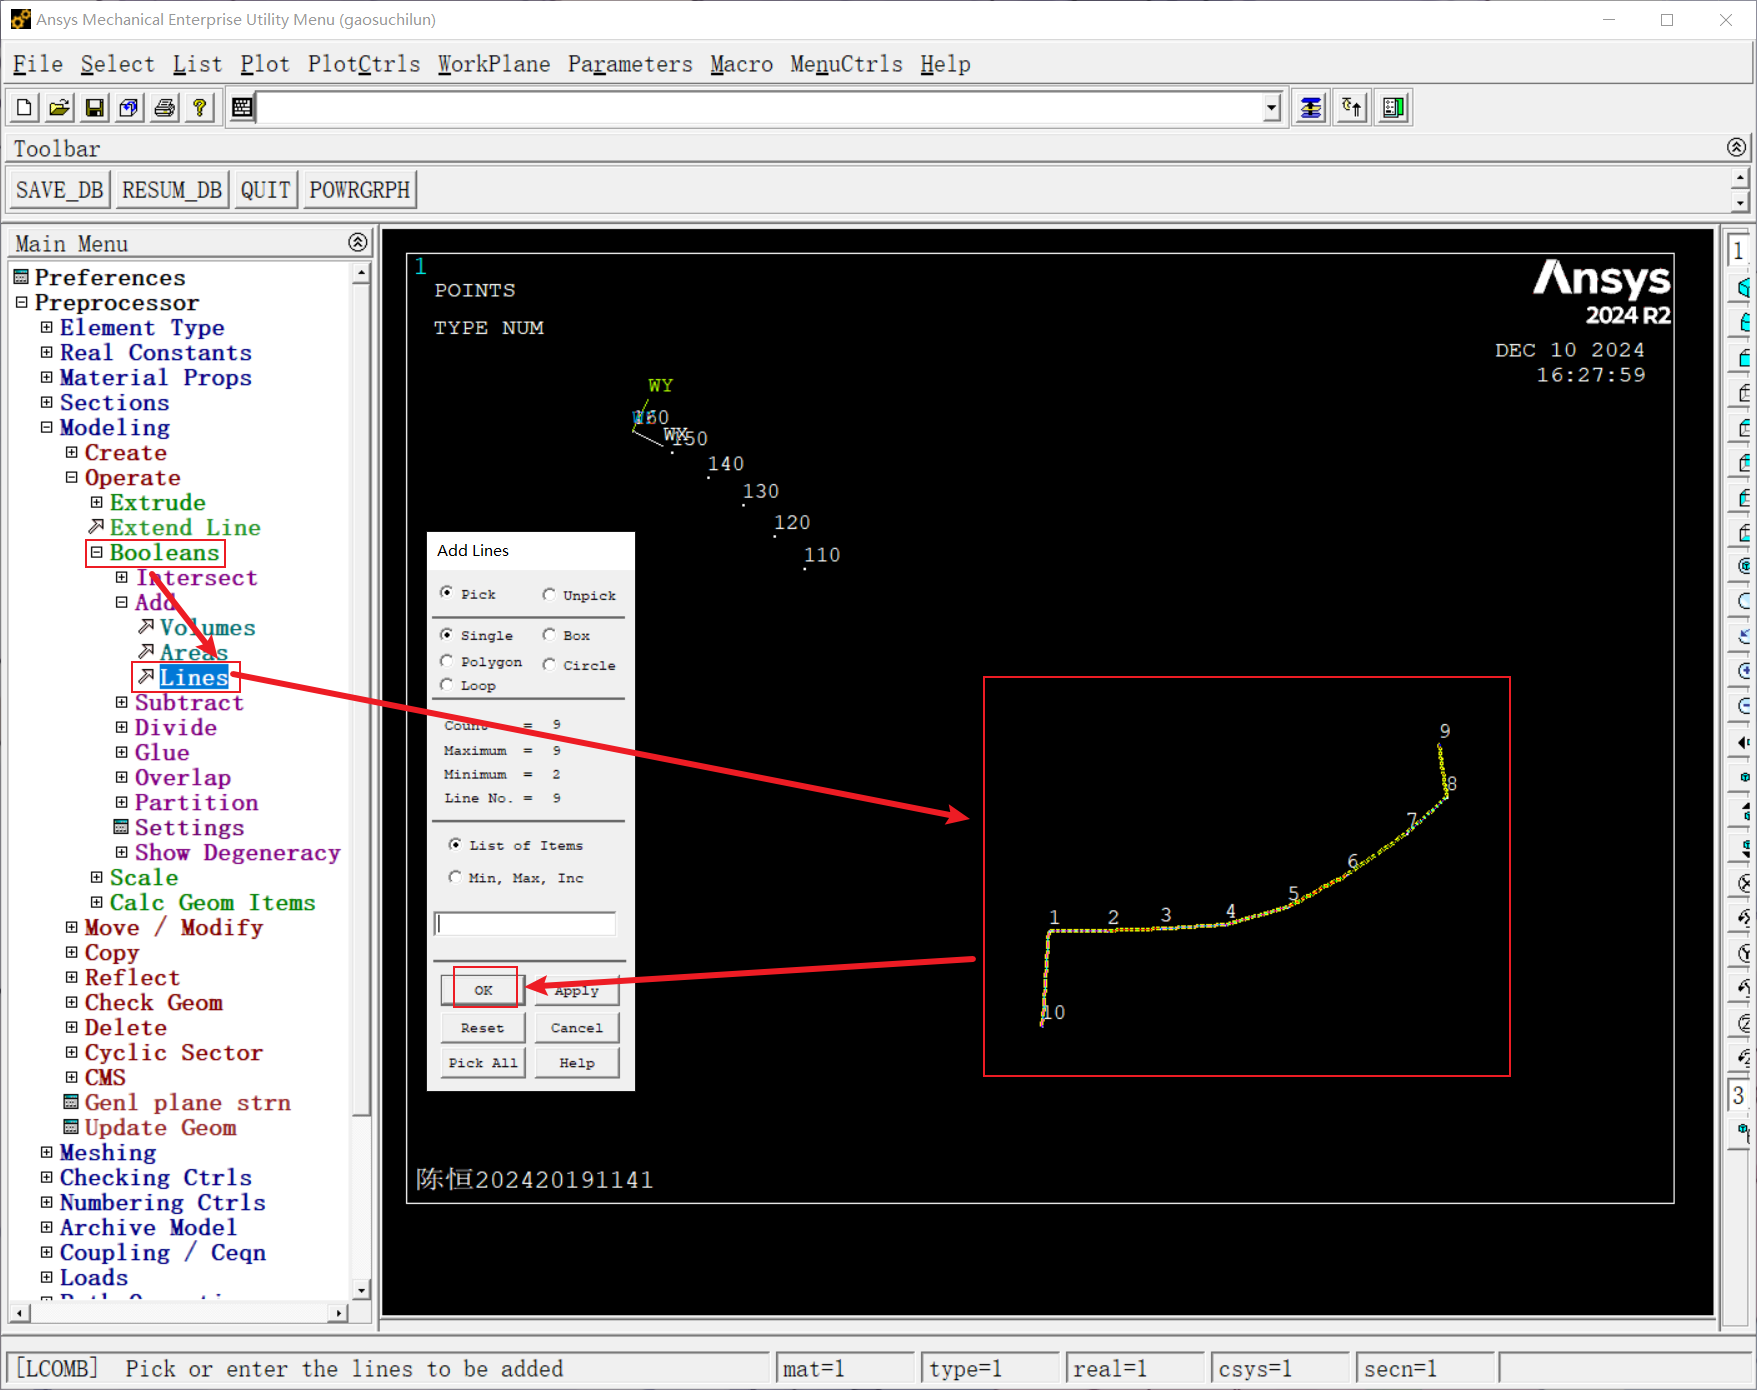 Ansys Mechanical Enterprise Utility Menu (gaosuchilun)
File Select List Plot PlotCtrls WorkPlane Parameters Macro MenuCtrls Help
Toolbar
SAVE_DB RESUM_DB QUIT POWRGRPH
Main Menu
Preferences
Preprocessor
Element Type
Real Constants
Material Props
Sections
Modeling
Create
Operate
Extrude
Extend Line
Booleans
Intersect
Add
Volumes
Areas
Lines
Subtract
Divide
Glue
Overlap
Partition
Settings
Show Degeneracy
Scale
Calc Geom Items
Move / Modify
Copy
Reflect
Check Geom
Delete
Cyclic Sector
CMS
Genl plane strn
Update Geom
Meshing
Checking Ctrls
Numbering Ctrls
Archive Model
Coupling / Ceqn
Loads
1
POINTS
TYPE NUM
Ansys
2024 R2
DEC 10 2024
16:27:59
WY
WX
150
140
130
120
110
Add Lines
Pick Unpick
Single Box
Polygon Circle
Loop
Count = 9
Maximum = 9
Minimum = 2
Line No. = 9
List of Items
Min, Max, Inc
OK Apply
Reset Cancel
Pick All Help
9
8
7
6
5
4
3
2
1
10
陈恒202420191141
1
3
[LCOMB] Pick or enter the lines to be added
mat=1 type=1 real=1 csys=1 secn=1